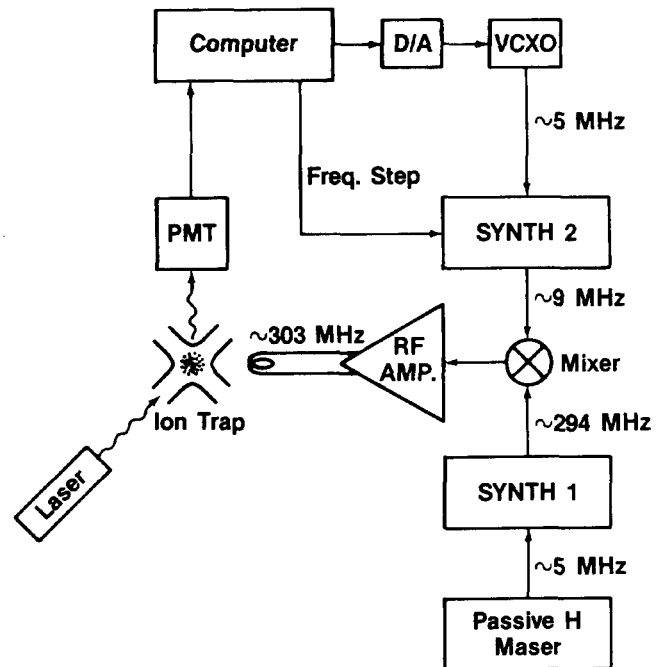 Computer
D/A
VCXO
~5 MHz
Freq. Step
PMT
SYNTH 2
~9 MHz
~303 MHz
RF
AMP.
Mixer
Ion Trap
~294 MHz
Laser
SYNTH 1
~5 MHz
Passive H
Maser